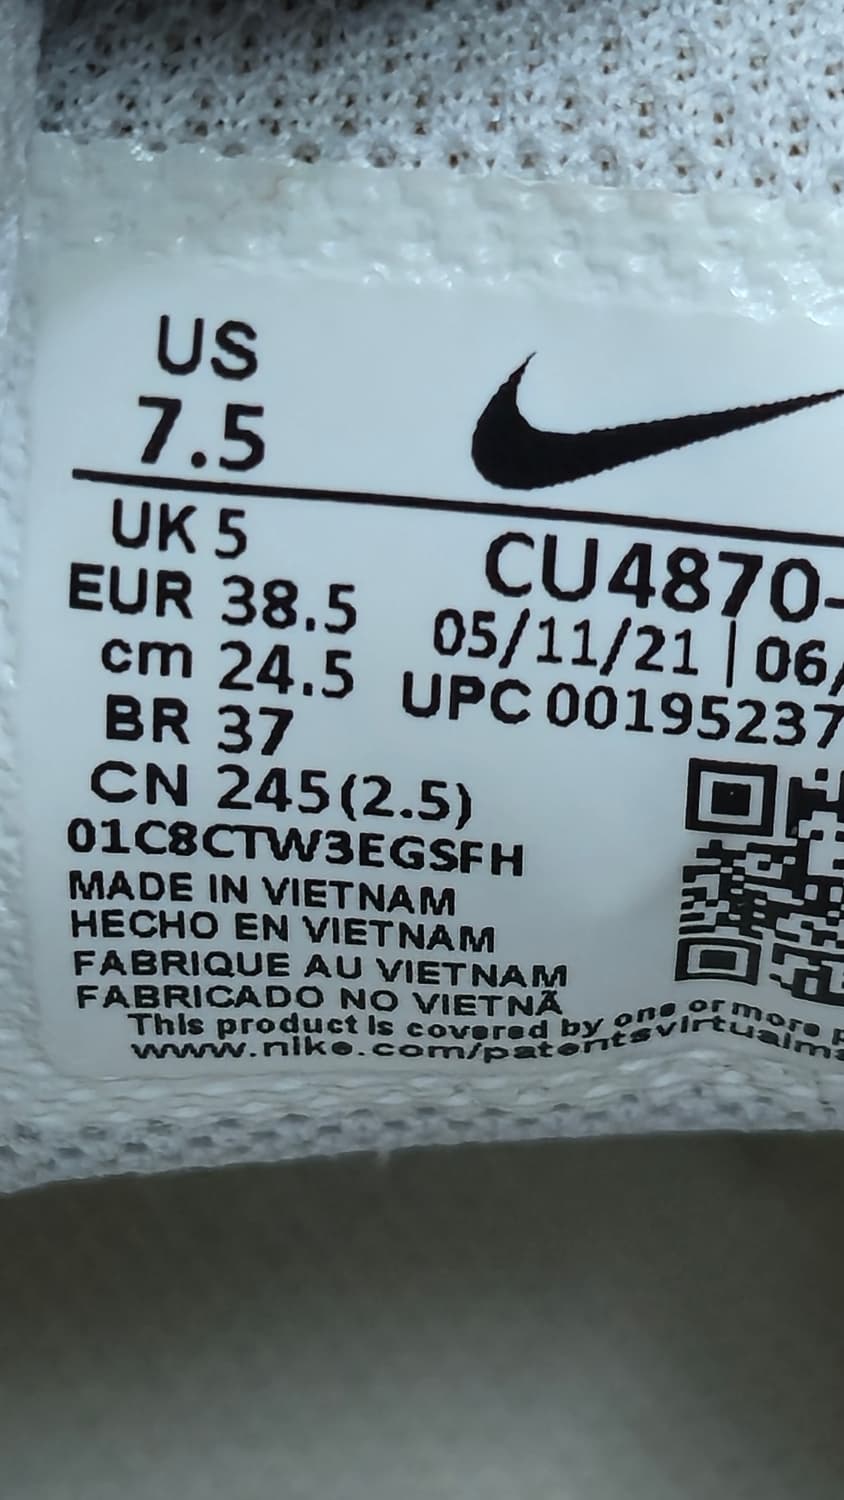 US
7.5
UK 5
EUR 38.5
cm 24.5
BR 37
CN 245(2.5)
CU4870-
05/11/21 | 06/
UPC 00195237
01C8CTW3EGSFH
MADE IN VIETNAM
HECHO EN VIETNAM
FABRIQUE AU VIETNAM
FABRICADO NO VIETNÃ
This product is covered by one or more p
www.nike.com/patentsvirtualma